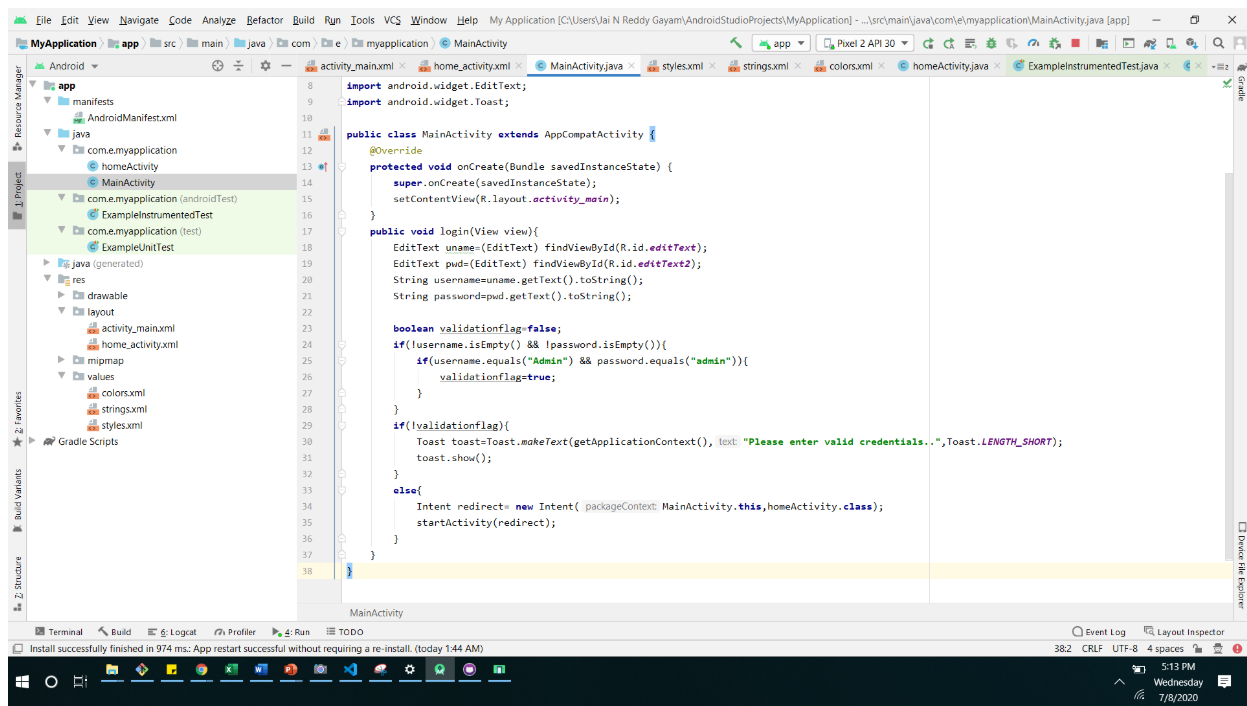 File Edit View Navigate Code Analyze Refactor Build Run Tools VCS Window Help My Application [C:\Users\Jai N Reddy Gayam\AndroidStudioProjects\MyApplication] - ...\src\main\java\com\e\myapplication\MainActivity.java [app]
MyApplication app src main java com e myapplication MainActivity app Pixel 2 API 30
Android activity_main.xml home_activity.xml MainActivity.java styles.xml strings.xml colors.xml homeActivity.java ExampleInstrumentedTest.java
Resource Manager
1: Project
2: Favorites
Build Variants
7: Structure
app
manifests
AndroidManifest.xml
java
com.e.myapplication
homeActivity
MainActivity
com.e.myapplication (androidTest)
ExampleInstrumentedTest
com.e.myapplication (test)
ExampleUnitTest
java (generated)
res
drawable
layout
activity_main.xml
home_activity.xml
mipmap
values
colors.xml
strings.xml
styles.xml
Gradle Scripts
8 import android.widget.EditText;
9 import android.widget.Toast;
10
11 public class MainActivity extends AppCompatActivity {
12 @Override
13 protected void onCreate(Bundle savedInstanceState) {
14 super.onCreate(savedInstanceState);
15 setContentView(R.layout.activity_main);
16 }
17 public void login(View view){
18 EditText uname=(EditText) findViewById(R.id.editText);
19 EditText pwd=(EditText) findViewById(R.id.editText2);
20 String username=uname.getText().toString();
21 String password=pwd.getText().toString();
22
23 boolean validationflag=false;
24 if(!username.isEmpty() && !password.isEmpty()){
25 if(username.equals("Admin") && password.equals("admin")){
26 validationflag=true;
27 }
28 }
29 if(!validationflag){
30 Toast toast=Toast.makeText(getApplicationContext(), text: "Please enter valid credentials..",Toast.LENGTH_SHORT);
31 toast.show();
32 }
33 else{
34 Intent redirect= new Intent( packageContext: MainActivity.this,homeActivity.class);
35 startActivity(redirect);
36 }
37 }
38 }
MainActivity
Gradle
Device File Explorer
Terminal Build 6: Logcat Profiler 4: Run TODO Event Log Layout Inspector
Install successfully finished in 974 ms.: App restart successful without requiring a re-install. (today 1:44 AM) 38:2 CRLF UTF-8 4 spaces
5:13 PM
Wednesday
7/8/2020